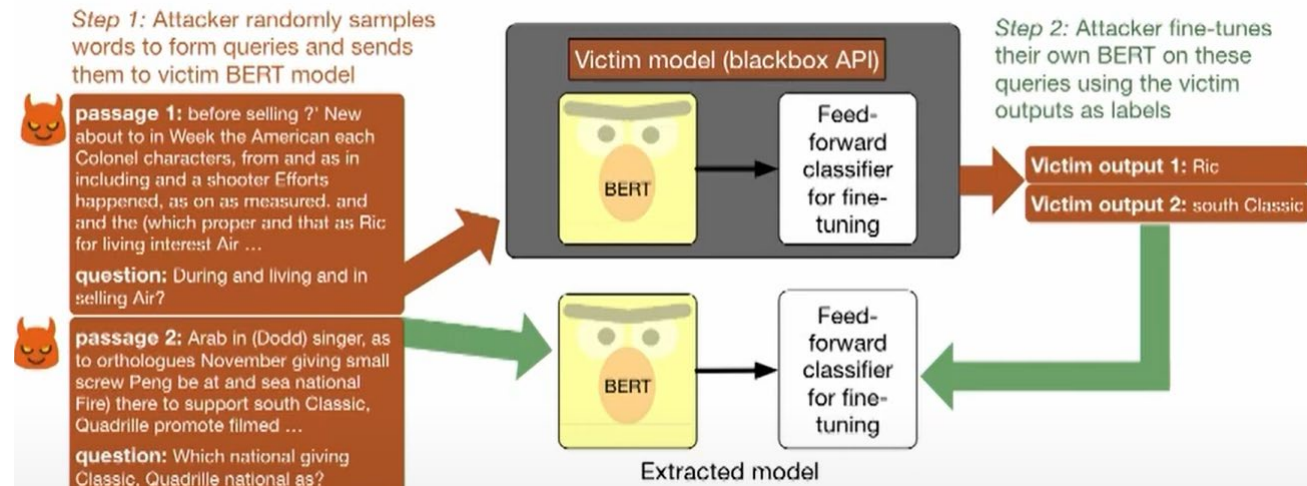 Step 1: Attacker randomly samples
words to form queries and sends
them to victim BERT model
passage 1: before selling ?' New
about to in Week the American each
Colonel characters, from and as in
including and a shooter Efforts
happened, as on as measured. and
and the (which proper and that as Ric
for living interest Air ...
question: During and living and in
selling Air?
passage 2: Arab in (Dodd) singer, as
to orthologues November giving small
screw Peng be at and sea national
Fire) there to support south Classic,
Quadrille promote filmed ...
question: Which national giving
Classic, Quadrille national as?
Victim model (blackbox API)
BERT
Feed-
forward
classifier
for fine-
tuning
Step 2: Attacker fine-tunes
their own BERT on these
queries using the victim
outputs as labels
Victim output 1: Ric
Victim output 2: south Classic
BERT
Feed-
forward
classifier
for fine-
tuning
Extracted model